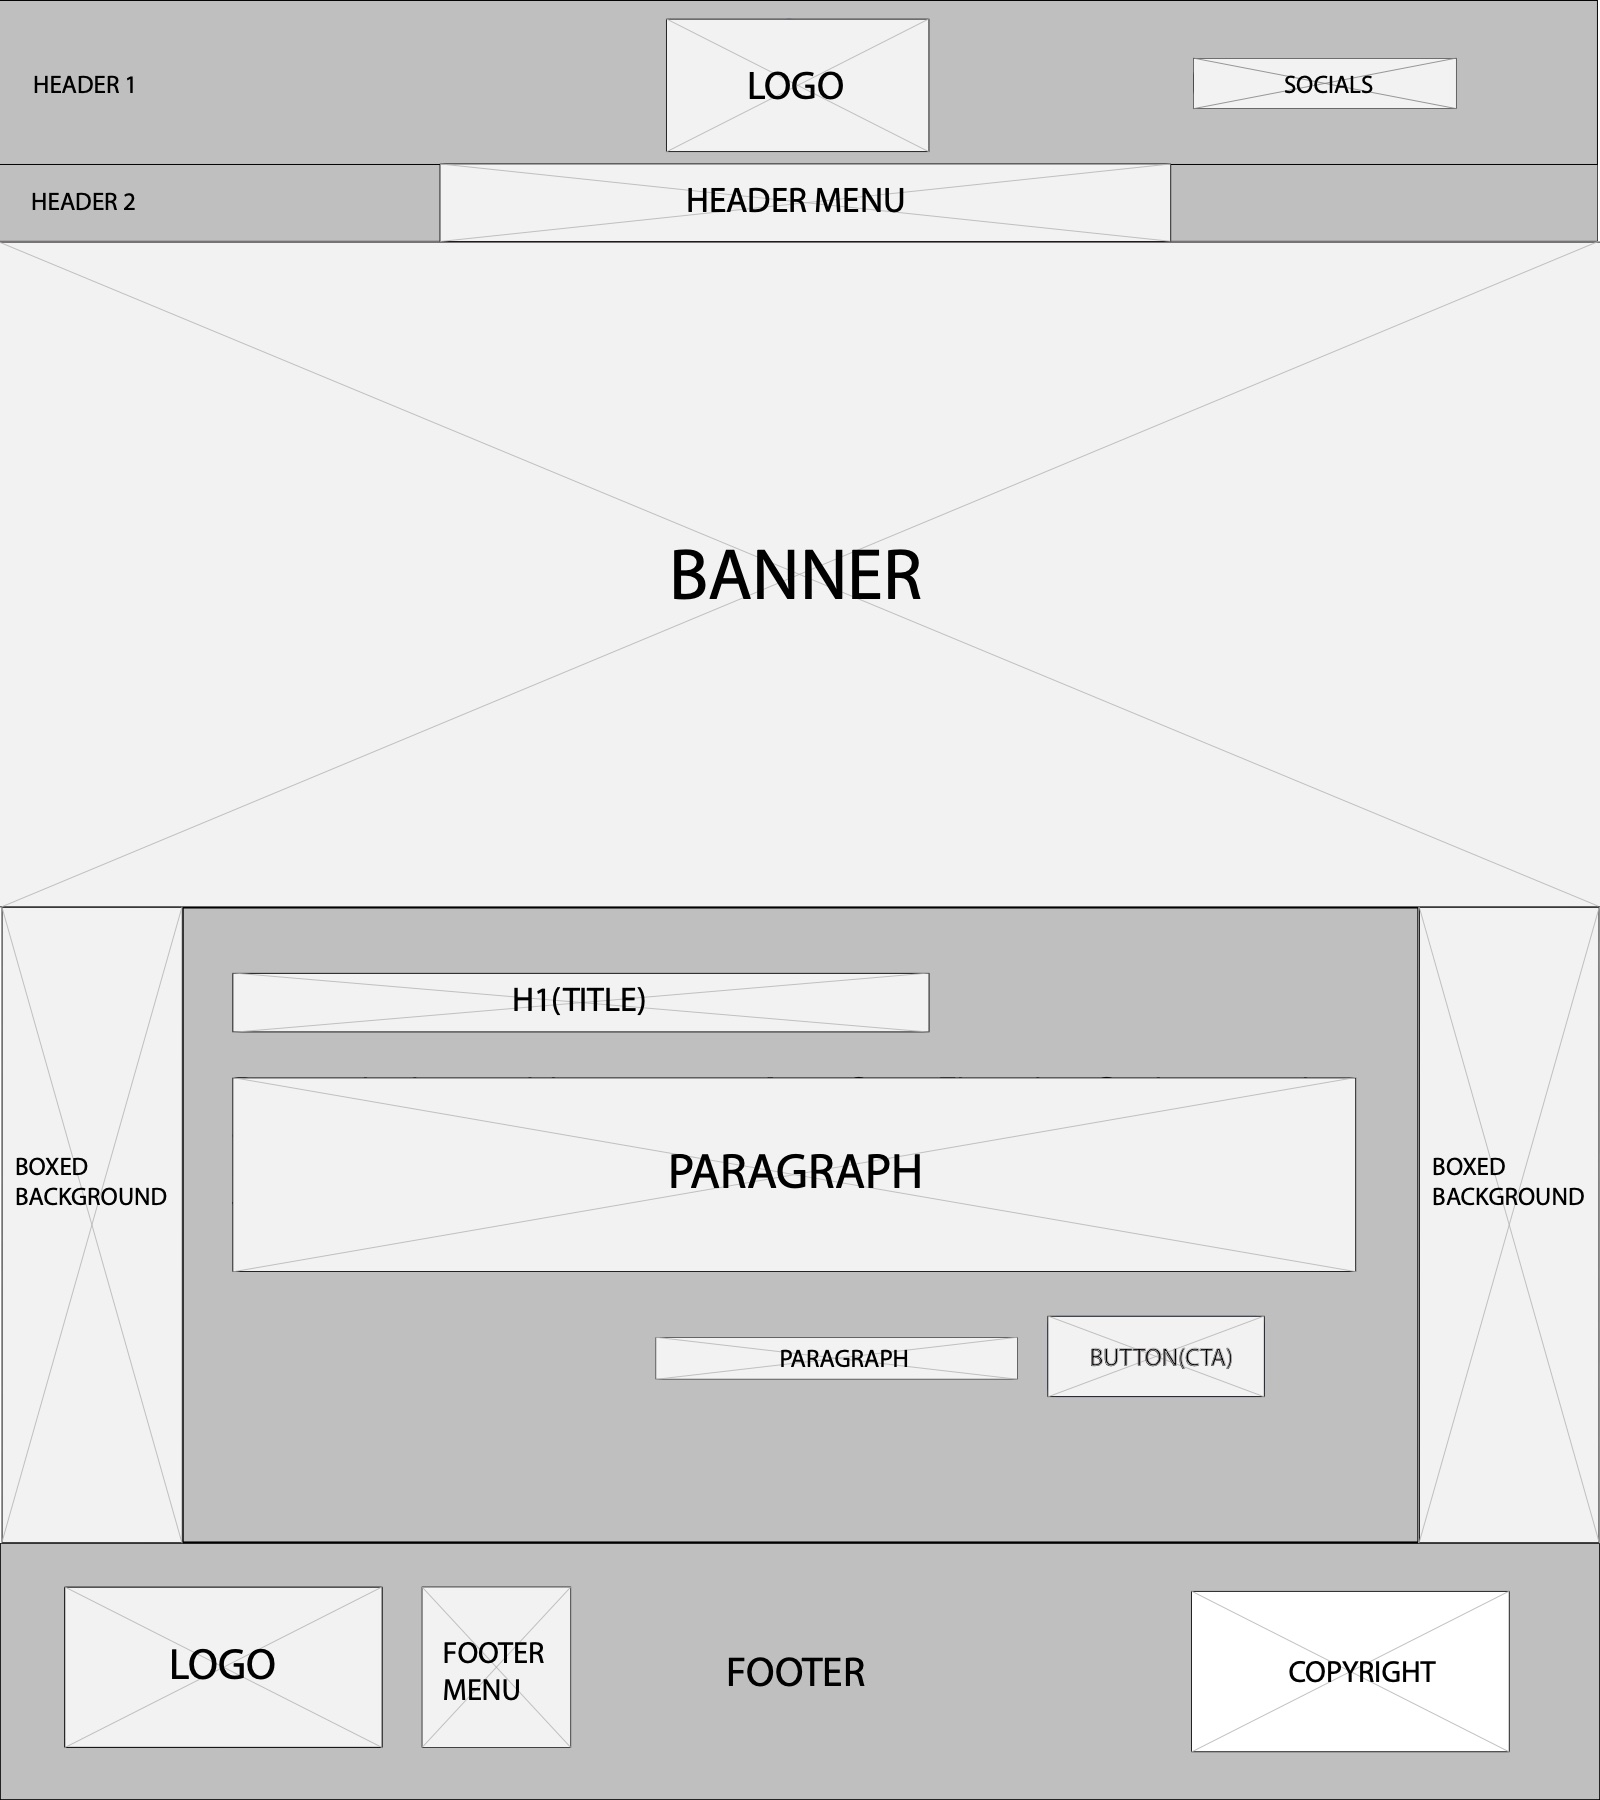 HEADER 1
LOGO
SOCIALS
HEADER 2
HEADER MENU
BANNER
H1(TITLE)
PARAGRAPH
BOXED
BACKGROUND
BOXED
BACKGROUND
PARAGRAPH
BUTTON(CTA)
LOGO
FOOTER
MENU
FOOTER
COPYRIGHT